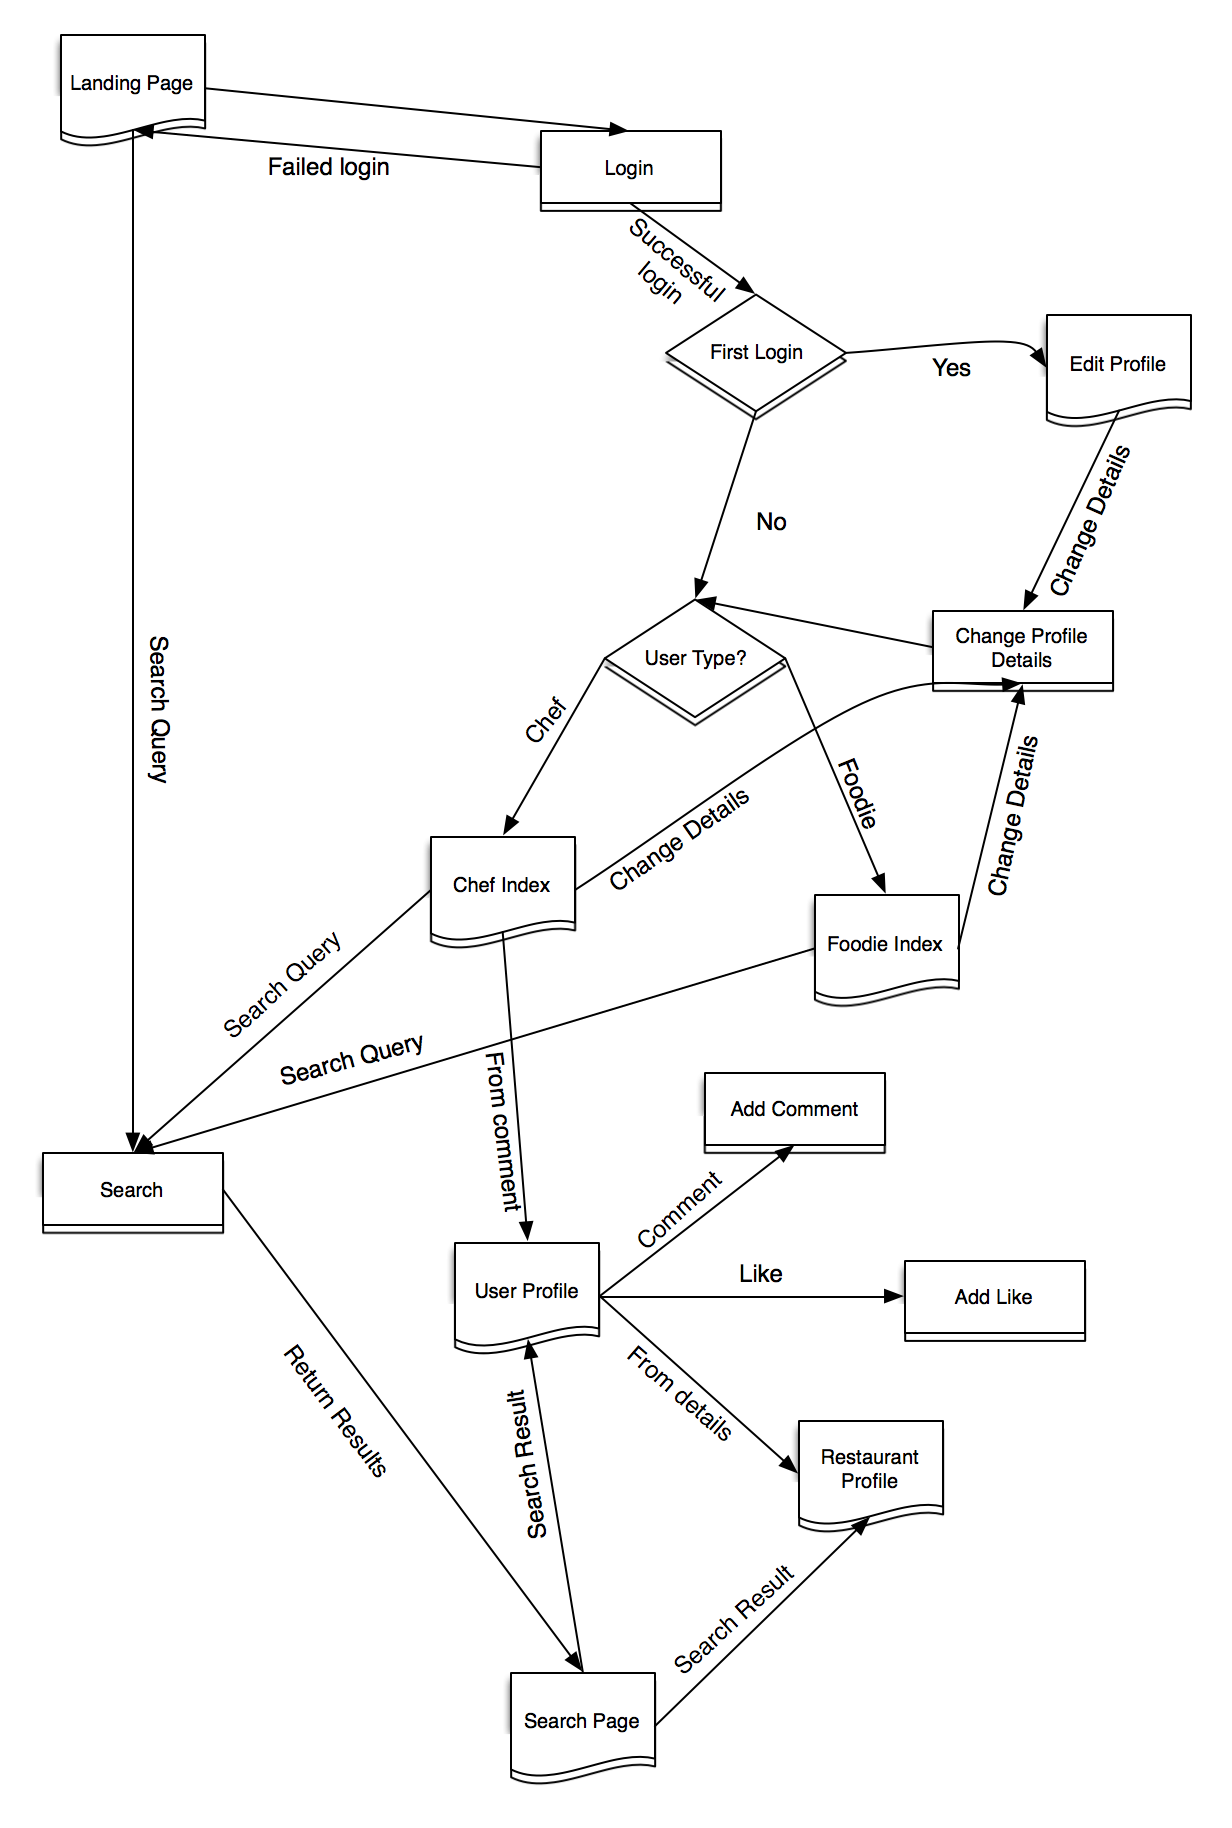 Landing Page
Failed login
Login
Successful
login
First Login
Yes
Edit Profile
No
Change Details
Change Profile
Details
User Type?
Search Query
Chef
Foodie
Change Details
Change Details
Chef Index
Foodie Index
Search Query
Search Query
From comment
Add Comment
Search
Comment
User Profile
Like
Add Like
Return Results
From details
Search Result
Restaurant
Profile
Search Result
Search Page